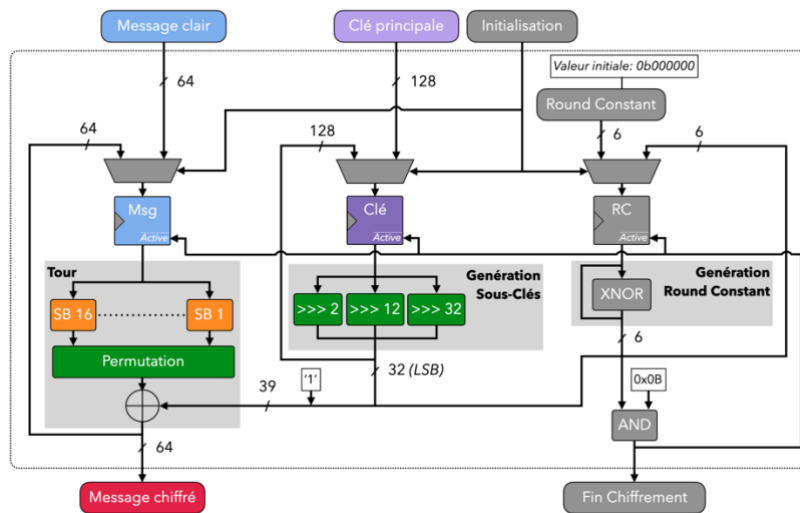 Message clair
Clé principale
Initialisation
Valeur initiale: 0b000000
64
128
Round Constant
64
128
6
6
Msg
Active
Clé
Active
RC
Active
Tour
Genération
Sous-Clés
Genération
Round Constant
SB 16
SB 1
>>> 2
>>> 12
>>> 32
XNOR
Permutation
6
32 (LSB)
39
'1'
0x0B
AND
64
Message chiffré
Fin Chiffrement